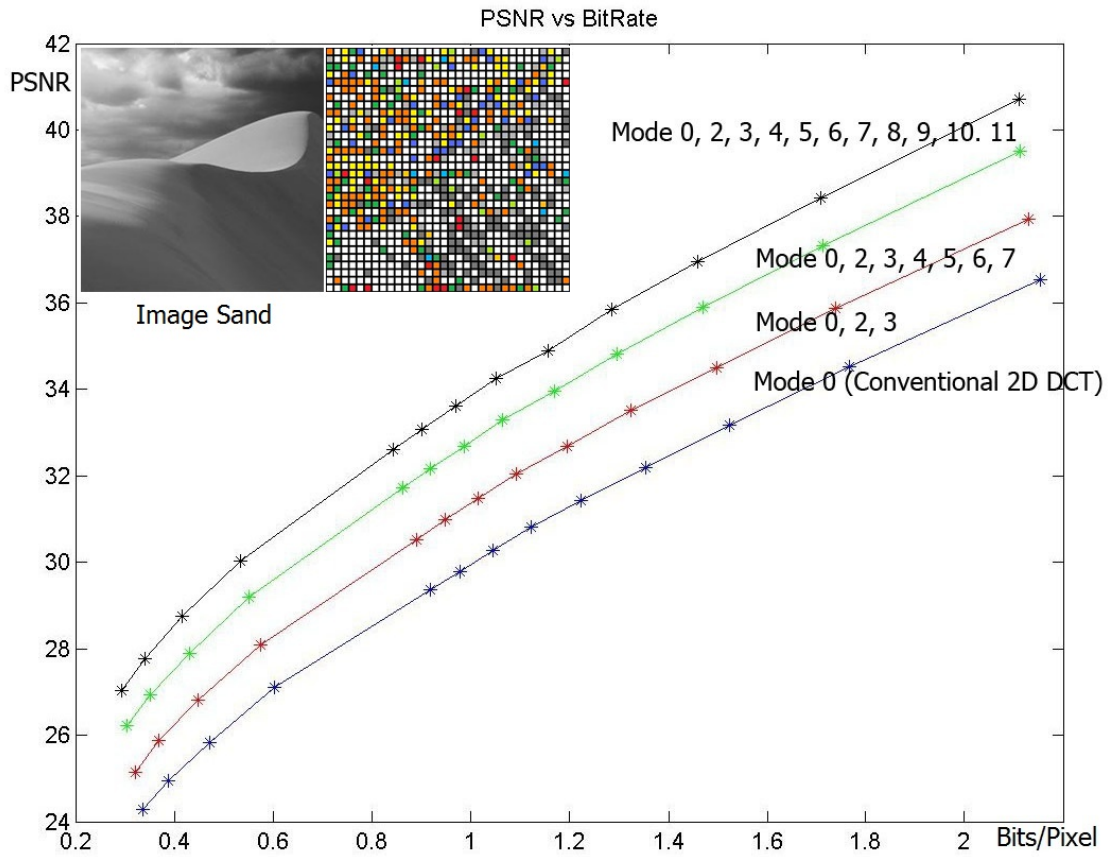 PSNR vs BitRate
42
PSNR
40
Mode 0, 2, 3, 4, 5, 6, 7, 8, 9, 10. 11
38
Mode 0, 2, 3, 4, 5, 6, 7
36
Image Sand
Mode 0, 2, 3
34
Mode 0 (Conventional 2D DCT)
32
30
28
26
24
0.2 0.4 0.6 0.8 1 1.2 1.4 1.6 1.8 2 Bits/Pixel